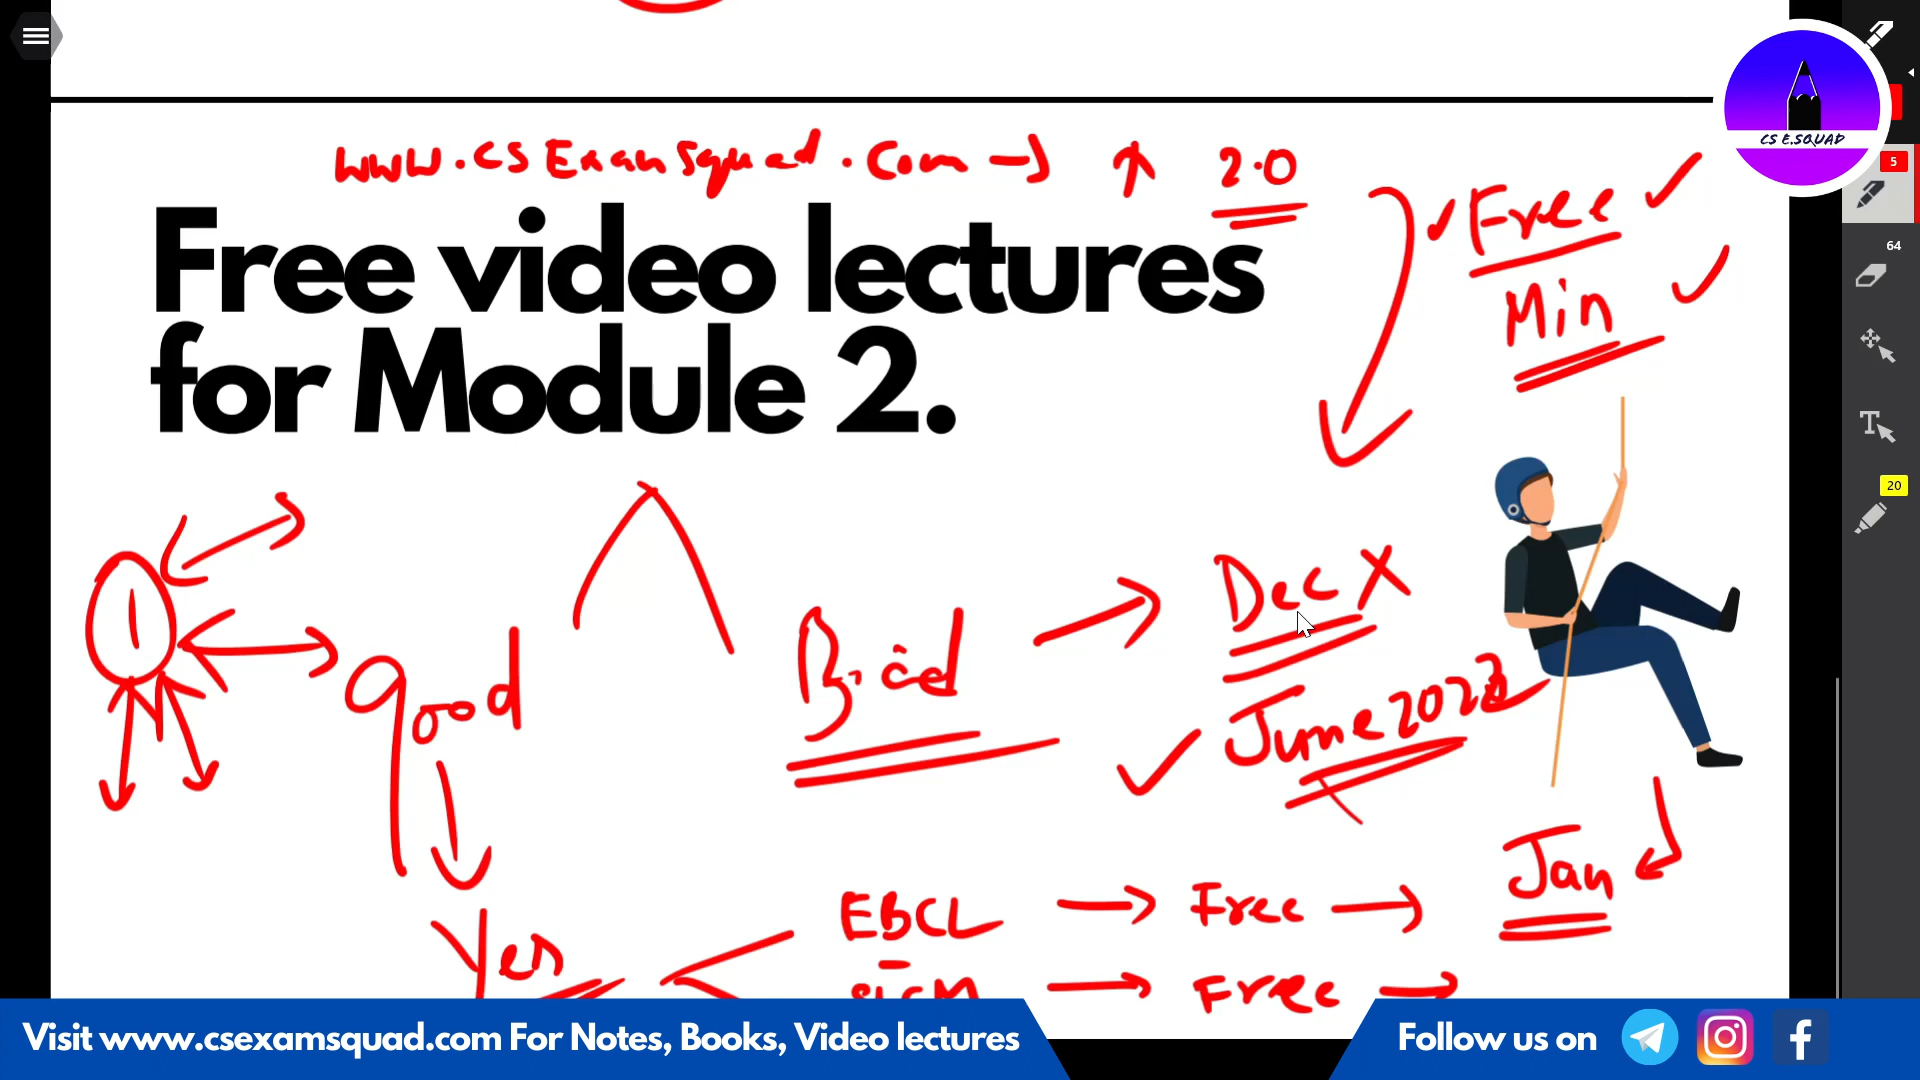 www.csExamSquad.Com → ↑ 2.0
Free video lectures
for Module 2.
✓ Free ✓
Min ✓
CS E.SQUAD
5
64
20
1
good
Bad → Dec X
✓ June 2023
Jan
Yes
EBCL → Free →
→ Free →
Visit www.csexamsquad.com For Notes, Books, Video lectures
Follow us on